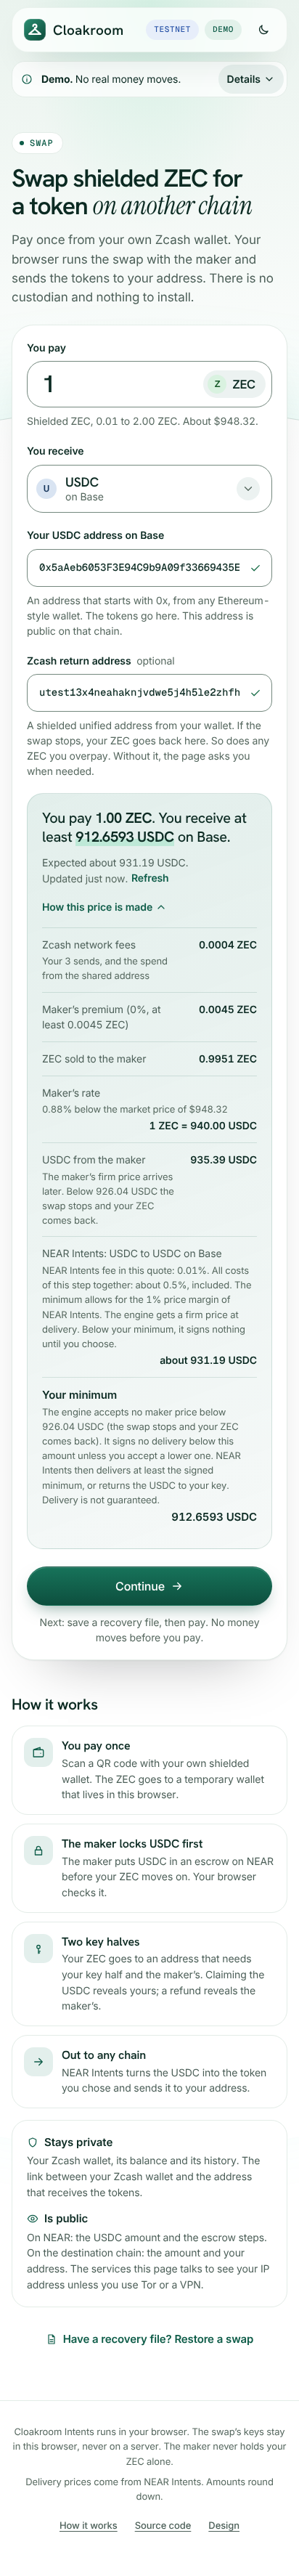 Cloakroom TESTNET DEMO
Demo. No real money moves. Details
SWAP
Swap shielded ZEC for
a token on another chain
Pay once from your own Zcash wallet. Your
browser runs the swap with the maker and
sends the tokens to your address. There is no
custodian and nothing to install.
You pay
1 Z ZEC
Shielded ZEC, 0.01 to 2.00 ZEC. About $948.32.
You receive
U USDC
on Base
Your USDC address on Base
0x5aAeb6053F3E94C9b9A09f33669435E
An address that starts with 0x, from any Ethereum-
style wallet. The tokens go here. This address is
public on that chain.
Zcash return address optional
utest13x4neahaknjvdwe5j4h5le2zhfh
A shielded unified address from your wallet. If the
swap stops, your ZEC goes back here. So does any
ZEC you overpay. Without it, the page asks you
when needed.
You pay 1.00 ZEC. You receive at
least 912.6593 USDC on Base.
Expected about 931.19 USDC.
Updated just now. Refresh
How this price is made
Zcash network fees 0.0004 ZEC
Your 3 sends, and the spend
from the shared address
Maker's premium (0%, at 0.0045 ZEC
least 0.0045 ZEC)
ZEC sold to the maker 0.9951 ZEC
Maker's rate
0.88% below the market price of $948.32
1 ZEC = 940.00 USDC
USDC from the maker 935.39 USDC
The maker's firm price arrives
later. Below 926.04 USDC the
swap stops and your ZEC
comes back.
NEAR Intents: USDC to USDC on Base
NEAR Intents fee in this quote: 0.01%. All costs
of this step together: about 0.5%, included. The
minimum allows for the 1% price margin of
NEAR Intents. The engine gets a firm price at
delivery. Below your minimum, it signs nothing
until you choose.
about 931.19 USDC
Your minimum
The engine accepts no maker price below
926.04 USDC (the swap stops and your ZEC
comes back). It signs no delivery below this
amount unless you accept a lower one. NEAR
Intents then delivers at least the signed
minimum, or returns the USDC to your key.
Delivery is not guaranteed.
912.6593 USDC
Continue →
Next: save a recovery file, then pay. No money
moves before you pay.
How it works
You pay once
Scan a QR code with your own shielded
wallet. The ZEC goes to a temporary wallet
that lives in this browser.
The maker locks USDC first
The maker puts USDC in an escrow on NEAR
before your ZEC moves. Your browser
checks it.
Two key halves
Your ZEC goes to an address that needs
your key half and the maker's. Claiming the
USDC reveals yours; a refund reveals the
maker's.
Out to any chain
NEAR Intents turns the USDC into the token
you chose and sends it to your address.
Stays private
Your Zcash wallet, its balance and its history. The
link between your Zcash wallet and the address
that receives the tokens.
Is public
On NEAR: the USDC amount and the escrow steps.
On the destination chain: the amount and your
address. The services this page talks to see your IP
address unless you use Tor or a VPN.
Have a recovery file? Restore a swap
Cloakroom Intents runs in your browser. The swap's keys stay
in this browser, never on a server. The maker never holds your
ZEC alone.
Delivery prices come from NEAR Intents. Amounts round
down.
How it works Source code Design